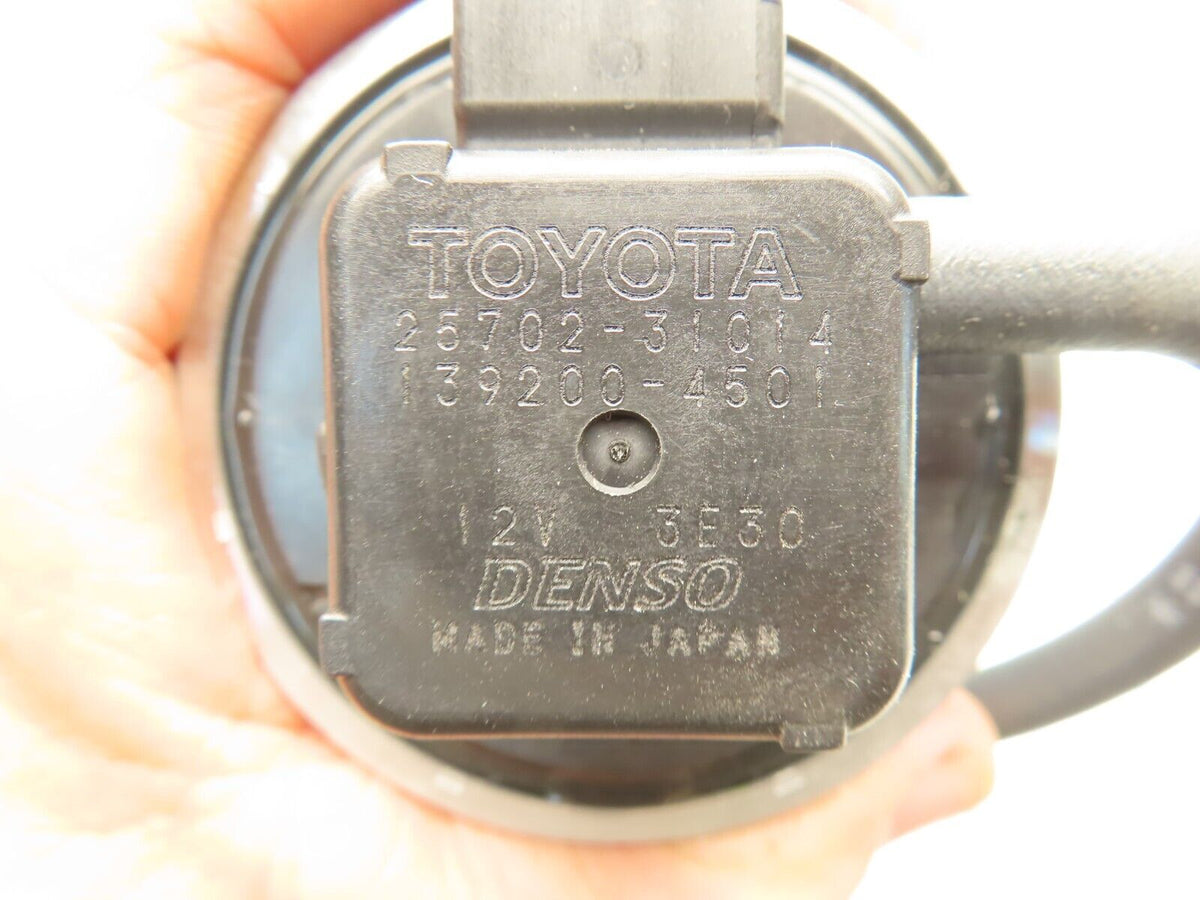 TOYOTA
25702-31014
139200-4501
12V 3E30
DENSO
MADE IN JAPAN